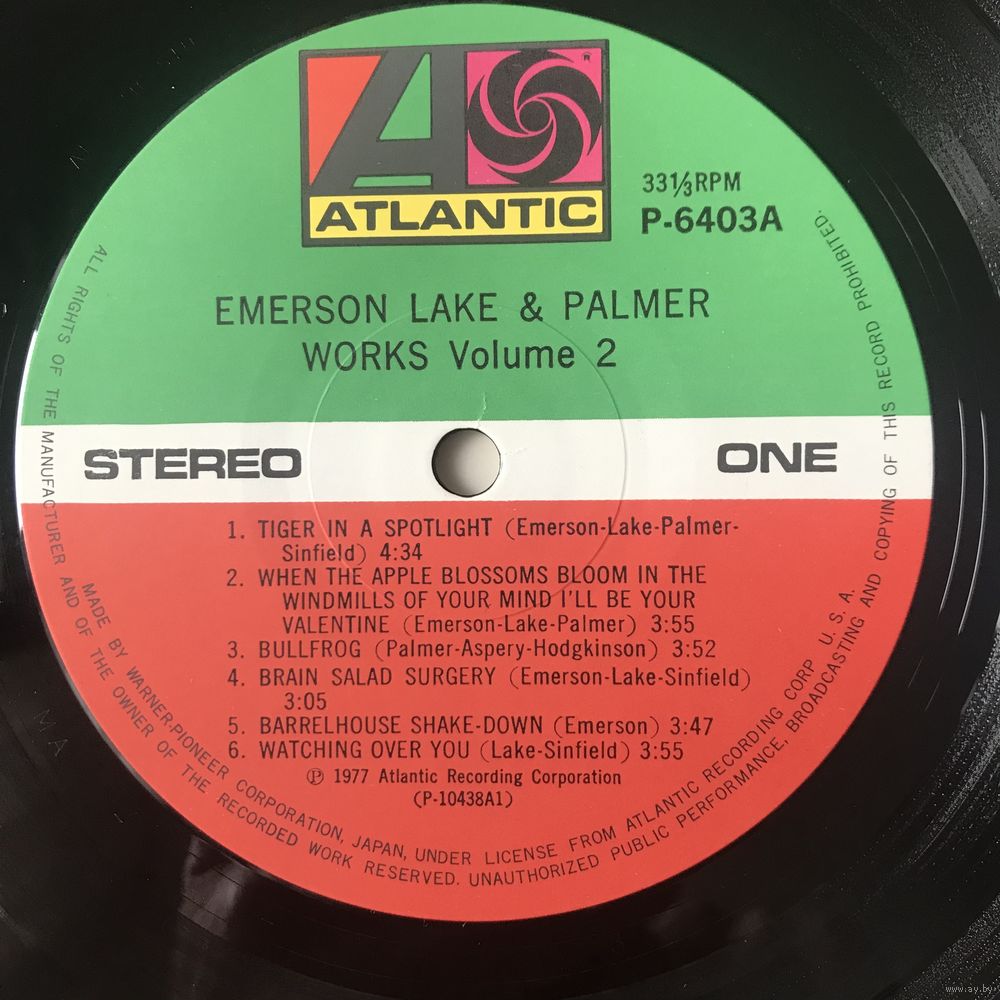 ATLANTIC
®
33⅓RPM
P-6403A
EMERSON LAKE & PALMER
WORKS Volume 2
STEREO
ONE
1. TIGER IN A SPOTLIGHT (Emerson-Lake-Palmer-
Sinfield) 4:34
2. WHEN THE APPLE BLOSSOMS BLOOM IN THE
WINDMILLS OF YOUR MIND I'LL BE YOUR
VALENTINE (Emerson-Lake-Palmer) 3:55
3. BULLFROG (Palmer-Aspery-Hodgkinson) 3:52
4. BRAIN SALAD SURGERY (Emerson-Lake-Sinfield)
3:05
5. BARRELHOUSE SHAKE-DOWN (Emerson) 3:47
6. WATCHING OVER YOU (Lake-Sinfield) 3:55
℗ 1977 Atlantic Recording Corporation
(P-10438A1)
MADE BY WARNER-PIONEER CORPORATION, JAPAN, UNDER LICENSE FROM ATLANTIC RECORDING CORP U. S. A.
ALL RIGHTS OF THE MANUFACTURER AND OF THE OWNER OF THE RECORDED WORK RESERVED. UNAUTHORIZED PUBLIC PERFORMANCE, BROADCASTING AND COPYING OF THIS RECORD PROHIBITED.
M A
www.ay.by